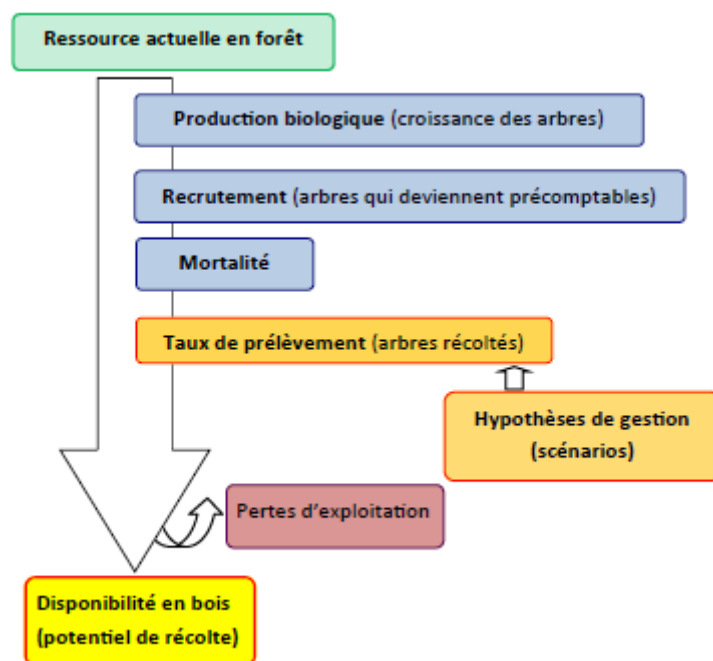 Ressource actuelle en forêt
Production biologique (croissance des arbres)
Recrutement (arbres qui deviennent précomptables)
Mortalité
Taux de prélèvement (arbres récoltés)
Hypothèses de gestion
(scénarios)
Pertes d’exploitation
Disponibilité en bois
(potentiel de récolte)